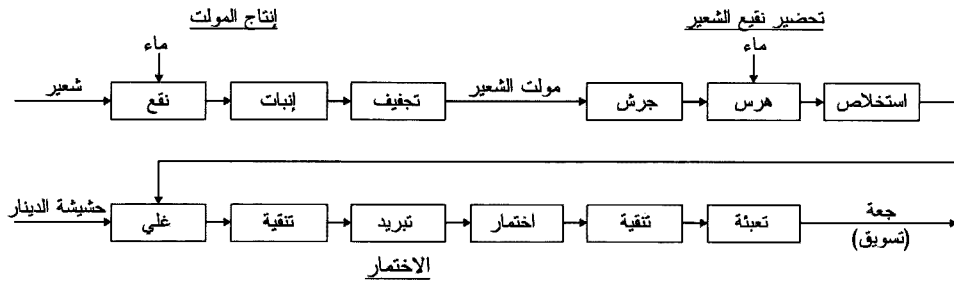 إنتاج المولت
تحضير نقيع الشعير
ماء
ماء
شعير
نقع
إنبات
تجفيف
مولت الشعير
جرش
هرس
استخلاص
حشيشة الدينار
غلي
تنقية
تبريد
اختمار
تنقية
تعبئة
جعة
(تسويق)
الاختمار